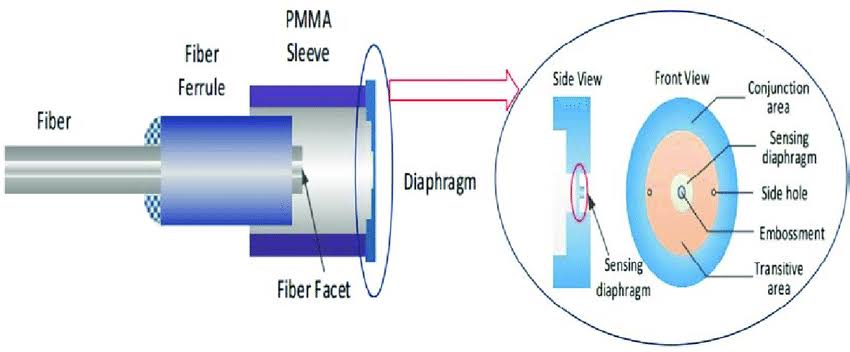 PMMA
Sleeve
Fiber
Ferrule
Fiber
Fiber Facet
Diaphragm
Side View
Front View
Conjunction
area
Sensing
diaphragm
Side hole
Embossment
Transitive
area
Sensing
diaphragm